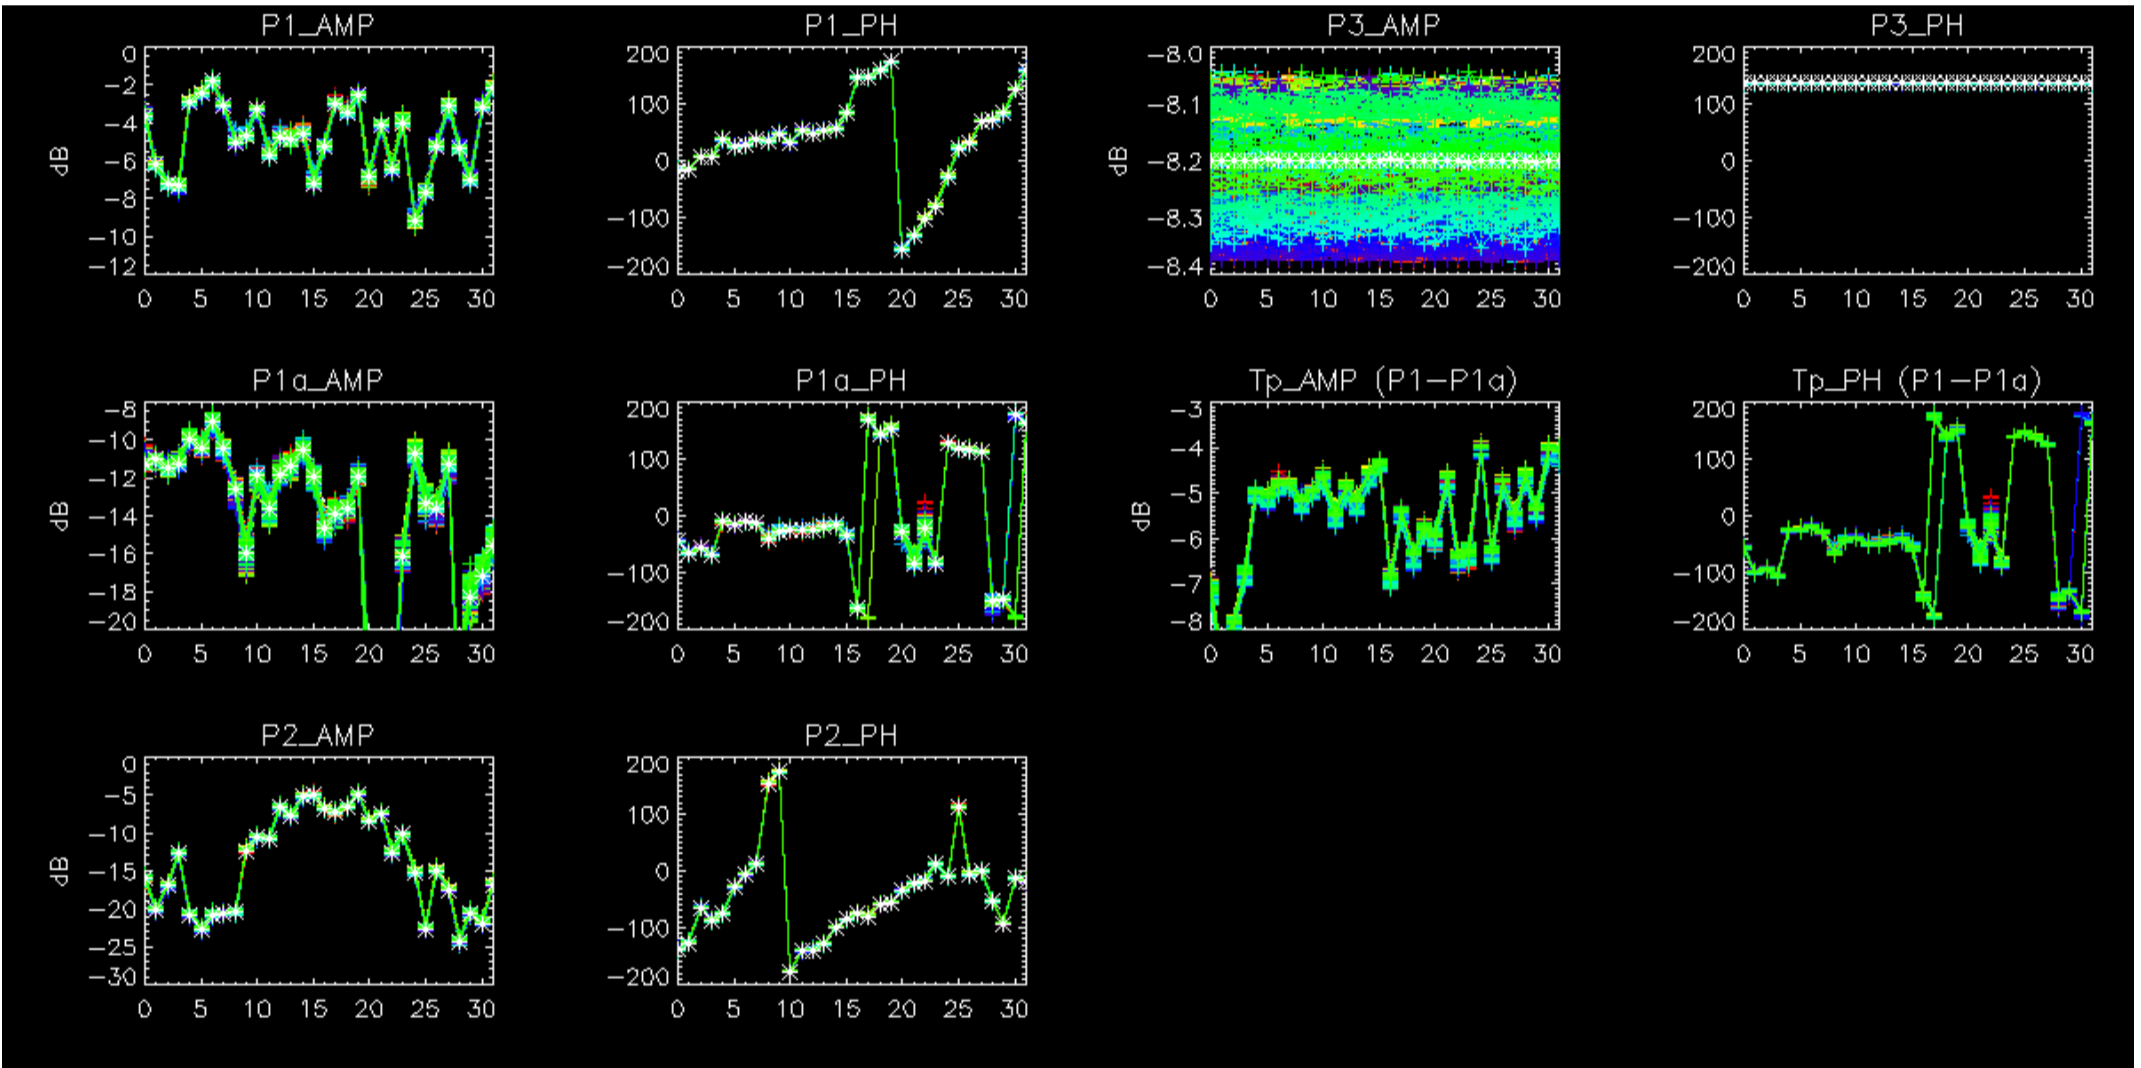 P1_AMP
0
-2
-4
-6
-8
-10
-12
dB
0 5 10 15 20 25 30
P1_PH
200
100
0
-100
-200
0 5 10 15 20 25 30
P3_AMP
-8.0
-8.1
-8.2
-8.3
-8.4
dB
0 5 10 15 20 25 30
P3_PH
200
100
0
-100
-200
0 5 10 15 20 25 30
P1a_AMP
-8
-10
-12
-14
-16
-18
-20
dB
0 5 10 15 20 25 30
P1a_PH
200
100
0
-100
-200
0 5 10 15 20 25 30
Tp_AMP (P1-P1a)
-3
-4
-5
-6
-7
-8
dB
0 5 10 15 20 25 30
Tp_PH (P1-P1a)
200
100
0
-100
-200
0 5 10 15 20 25 30
P2_AMP
0
-5
-10
-15
-20
-25
-30
dB
0 5 10 15 20 25 30
P2_PH
200
100
0
-100
-200
0 5 10 15 20 25 30